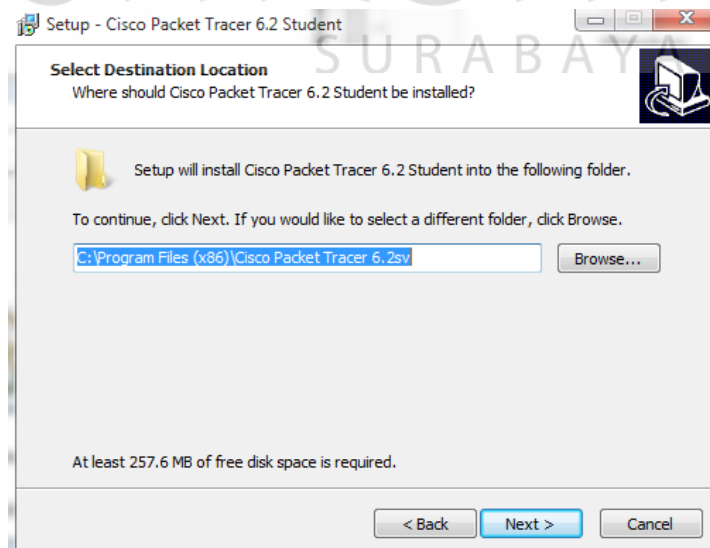 Setup - Cisco Packet Tracer 6.2 Student
SURABAYA
Select Destination Location
Where should Cisco Packet Tracer 6.2 Student be installed?
Setup will install Cisco Packet Tracer 6.2 Student into the following folder.
To continue, click Next. If you would like to select a different folder, click Browse.
C:\Program Files (x86)\Cisco Packet Tracer 6.2sv
Browse...
At least 257.6 MB of free disk space is required.
< Back
Next >
Cancel